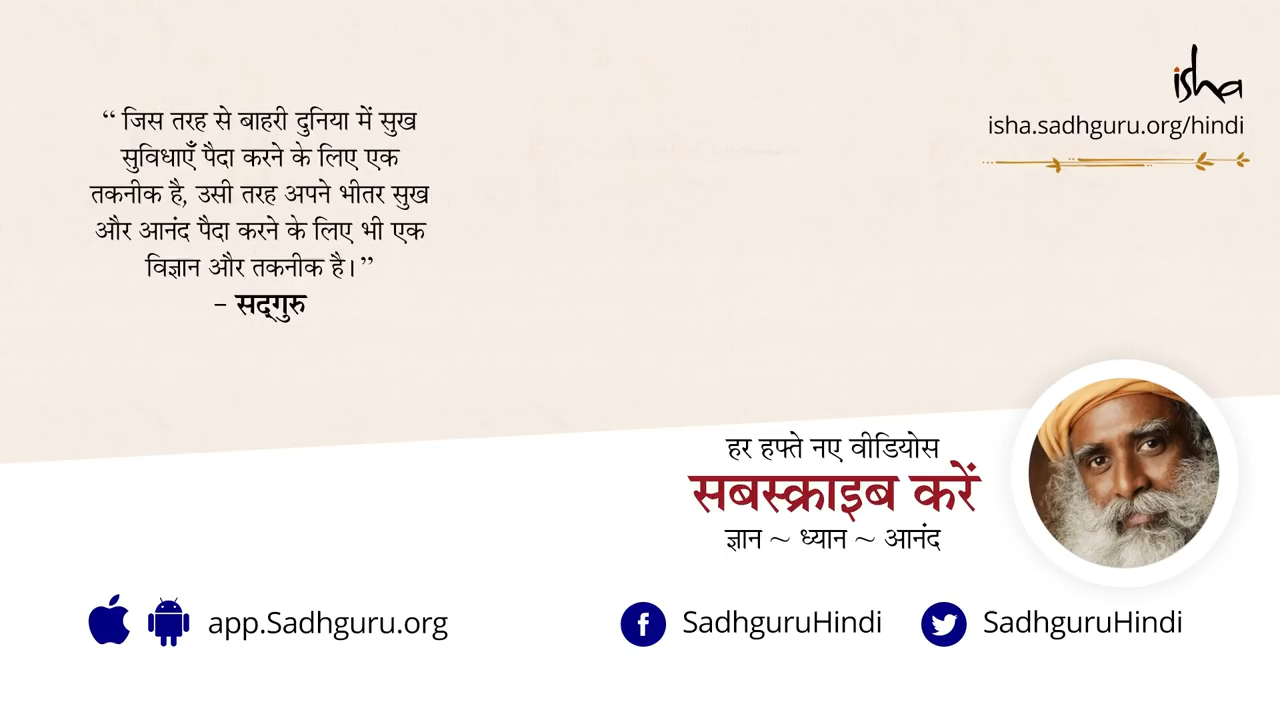 “ जिस तरह से बाहरी दुनिया में सुख
सुविधाएँ पैदा करने के लिए एक
तकनीक है, उसी तरह अपने भीतर सुख
और आनंद पैदा करने के लिए भी एक
विज्ञान और तकनीक है।”
- सद्गुरु
isha
isha.sadhguru.org/hindi
हर हफ्ते नए वीडियोस
सबस्क्राइब करें
ज्ञान ~ ध्यान ~ आनंद
app.Sadhguru.org
SadhguruHindi
SadhguruHindi